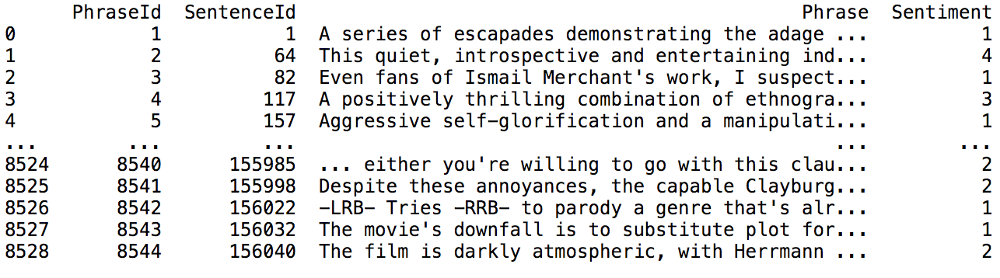 PhraseId SentenceId Phrase Sentiment
0 1 1 A series of escapades demonstrating the adage ... 1
1 2 64 This quiet, introspective and entertaining ind... 4
2 3 82 Even fans of Ismail Merchant's work, I suspect... 1
3 4 117 A positively thrilling combination of ethnogra... 3
4 5 157 Aggressive self-glorification and a manipulati... 1
... ... ... ... ...
8524 8540 155985 ... either you're willing to go with this clau... 2
8525 8541 155998 Despite these annoyances, the capable Clayburg... 2
8526 8542 156022 -LRB- Tries -RRB- to parody a genre that's alr... 1
8527 8543 156032 The movie's downfall is to substitute plot for... 1
8528 8544 156040 The film is darkly atmospheric, with Herrmann ... 2